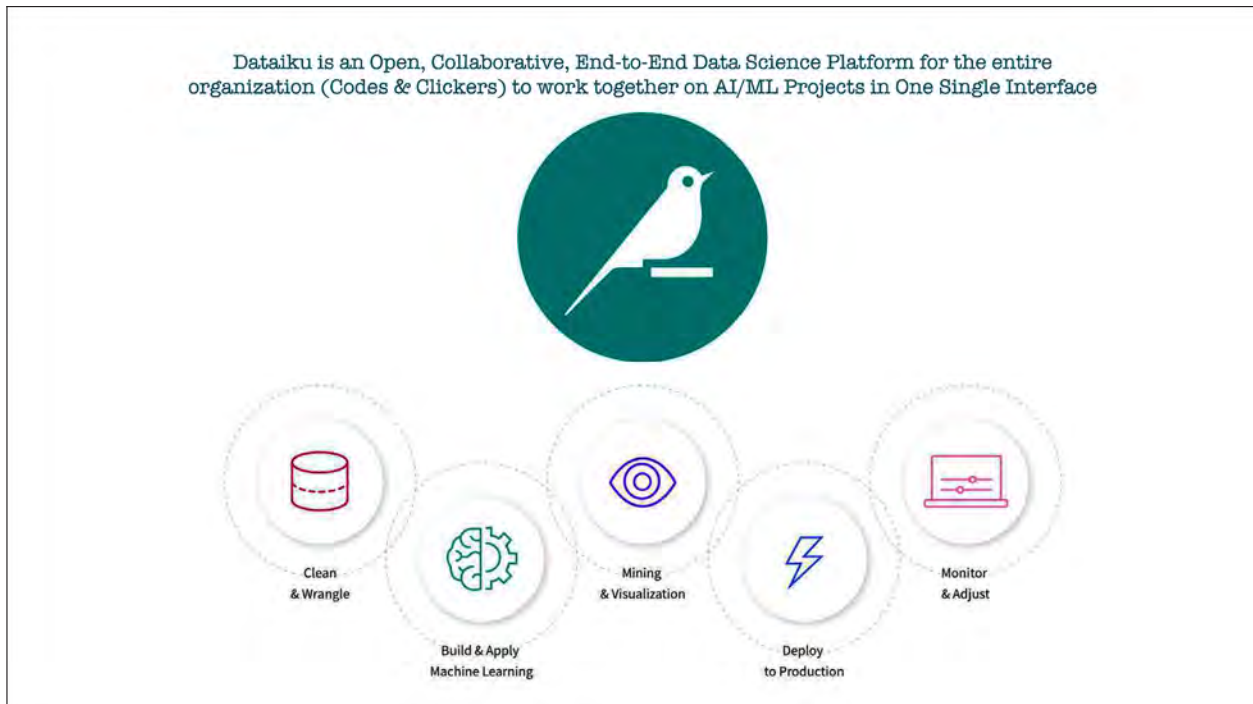 Dataiku is an Open, Collaborative, End-to-End Data Science Platform for the entire
organization (Codes & Clickers) to work together on AI/ML Projects in One Single Interface
Clean
& Wrangle
Build & Apply
Machine Learning
Mining
& Visualization
Deploy
to Production
Monitor
& Adjust